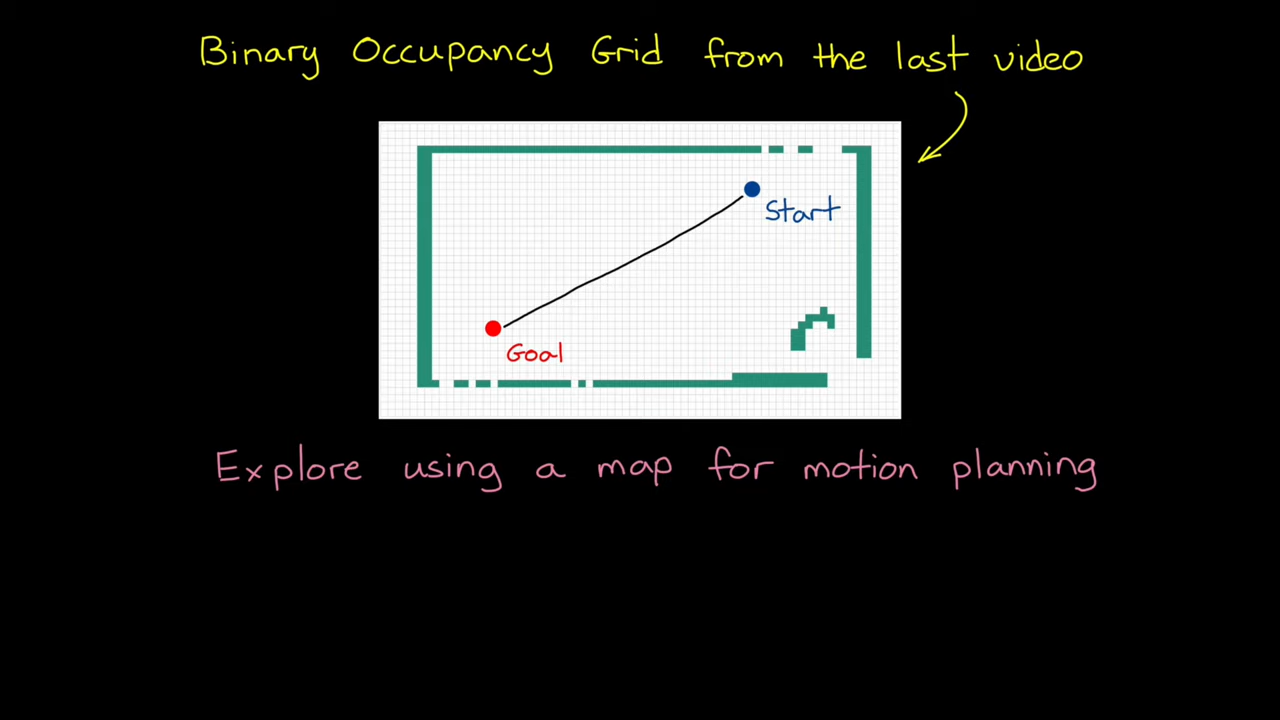 Binary Occupancy Grid from the last video
Start
Goal
Explore using a map for motion planning